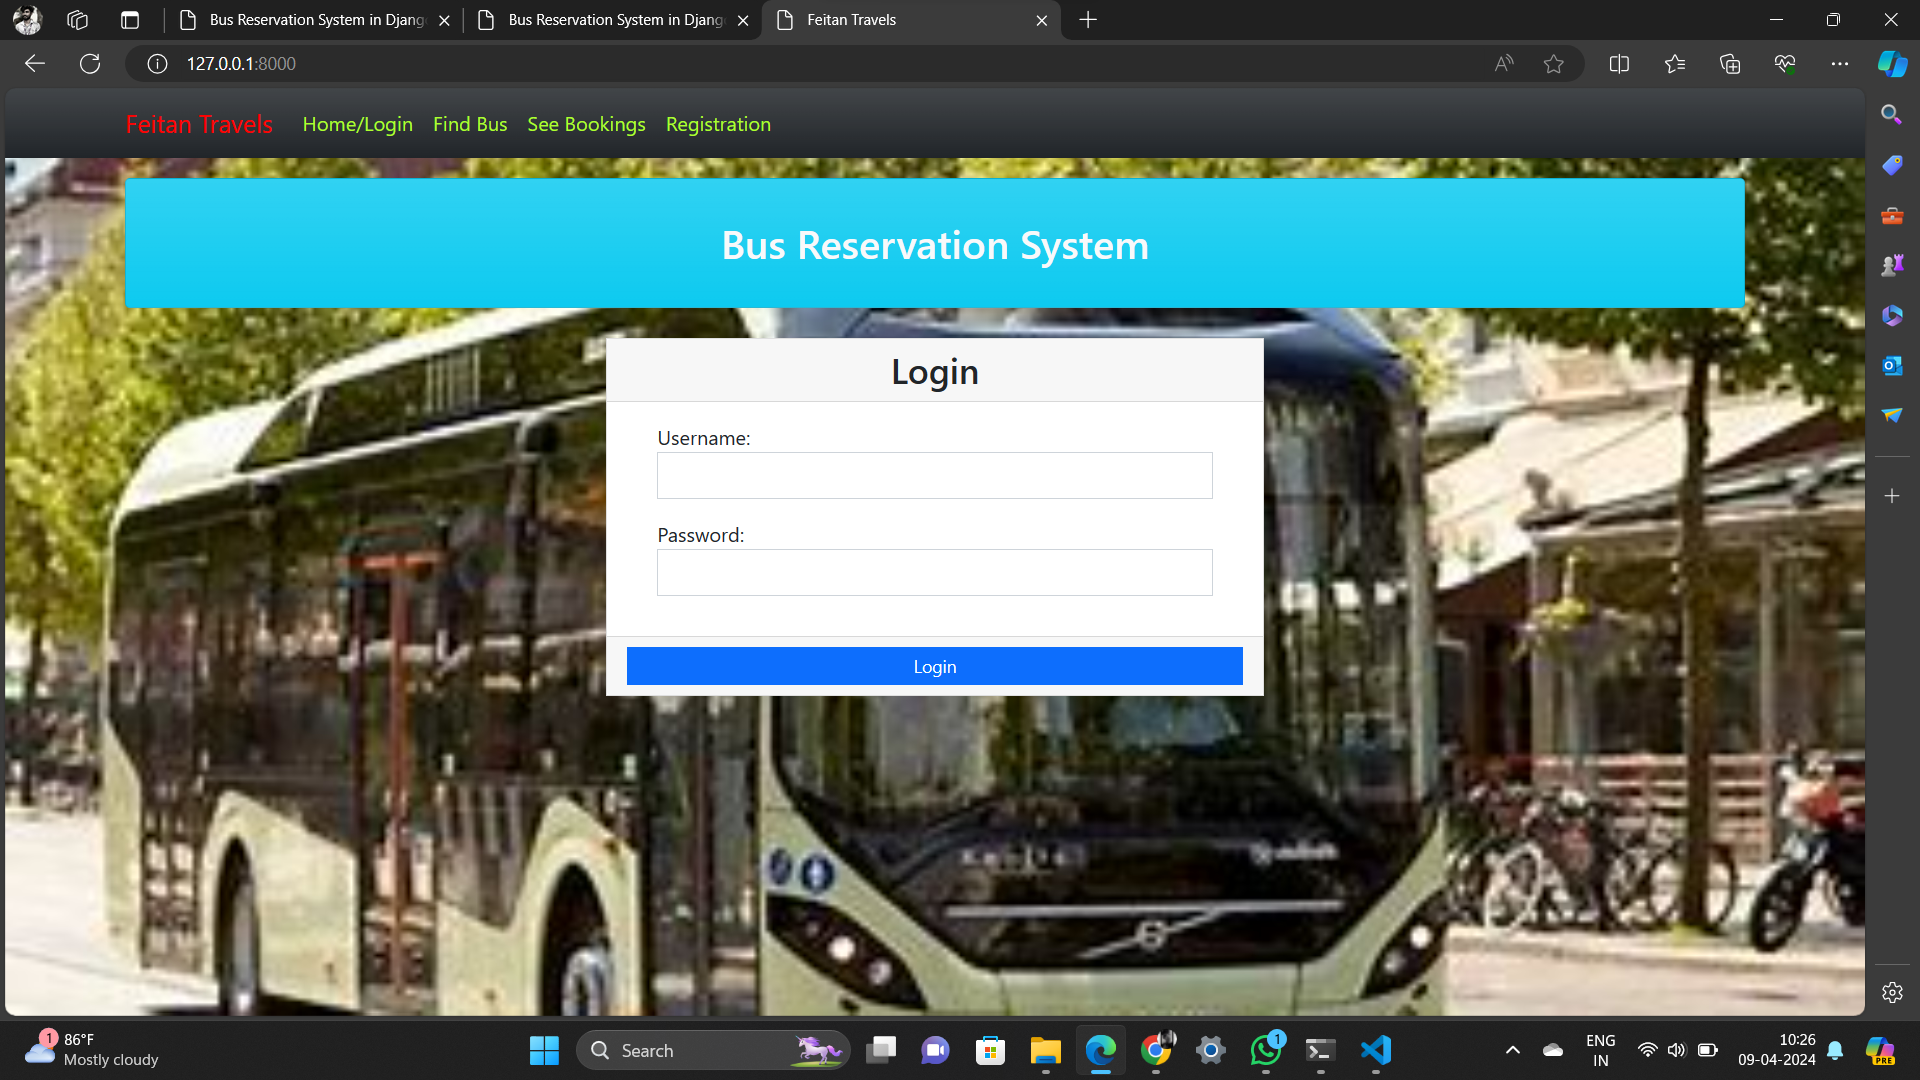 Bus Reservation System in Djang
Bus Reservation System in Djang
Feitan Travels
127.0.0.1:8000
Feitan Travels
Home/Login
Find Bus
See Bookings
Registration
Bus Reservation System
Login
Username:
Password:
Login
1
86°F
Mostly cloudy
Search
1
ENG
IN
10:26
09-04-2024
PRE